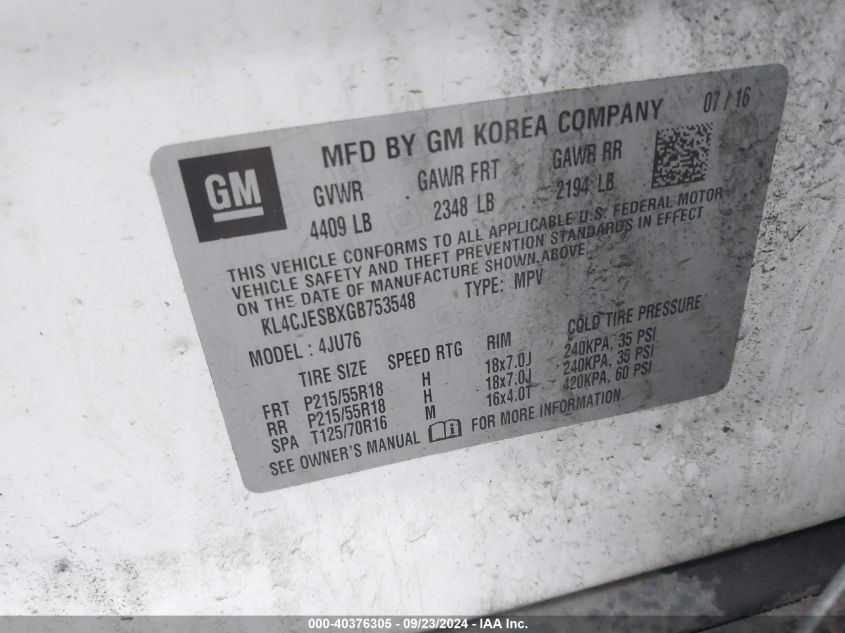 GM
MFD BY GM KOREA COMPANY 07 / 16
GVWR GAWR FRT GAWR RR
4409 LB 2348 LB 2194 LB
THIS VEHICLE CONFORMS TO ALL APPLICABLE U.S. FEDERAL MOTOR
VEHICLE SAFETY AND THEFT PREVENTION STANDARDS IN EFFECT
ON THE DATE OF MANUFACTURE SHOWN ABOVE.
KL4CJESBXGB753548 TYPE: MPV
MODEL : 4JU76
TIRE SIZE SPEED RTG RIM COLD TIRE PRESSURE
FRT P215/55R18 H 18x7.0J 240KPA, 35 PSI
RR P215/55R18 H 18x7.0J 240KPA, 35 PSI
SPA T125/70R16 M 16x4.0T 420KPA, 60 PSI
SEE OWNER'S MANUAL i FOR MORE INFORMATION.
000-40376305 - 09/23/2024 - IAA Inc.